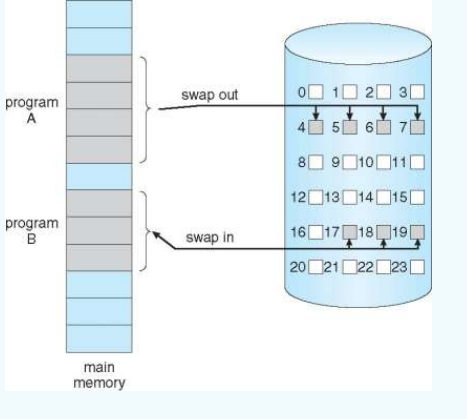 program
A
swap out
0 1 2 3
4 5 6 7
8 9 10 11
12 13 14 15
program
B
swap in
16 17 18 19
20 21 22 23
main
memory